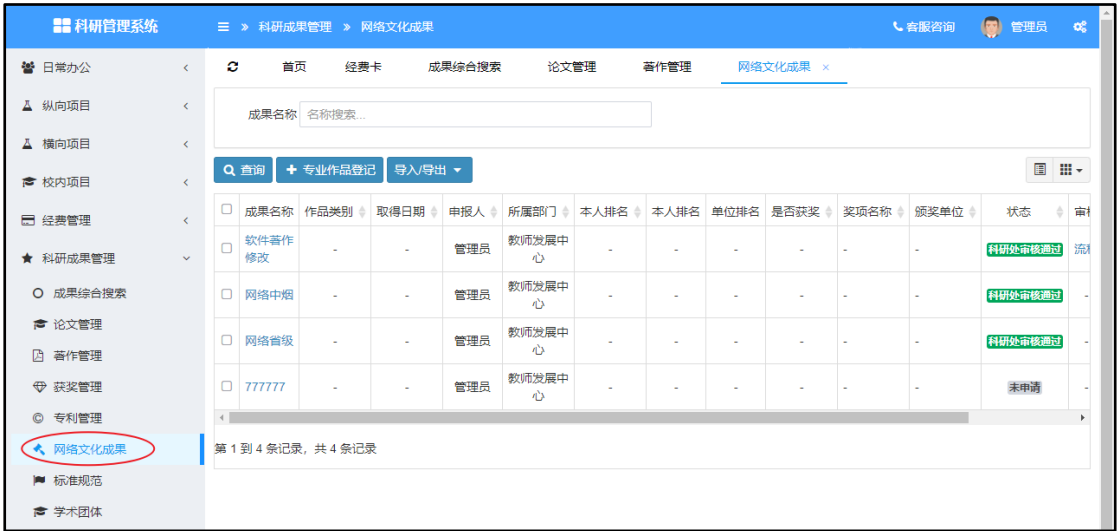 科研管理系统
» 科研成果管理 » 网络文化成果
客服咨询
管理员
日常办公
纵向项目
横向项目
校内项目
经费管理
科研成果管理
成果综合搜索
论文管理
著作管理
获奖管理
专利管理
网络文化成果
标准规范
学术团体
首页 经费卡 成果综合搜索 论文管理 著作管理 网络文化成果 ×
成果名称 名称搜索...
查询 专业作品登记 导入/导出
成果名称 作品类别 取得日期 申报人 所属部门 本人排名 本人排名 单位排名 是否获奖 奖项名称 颁奖单位 状态 审
软件著作修改 - - 管理员 教师发展中心 - - - - - - 科研处审核通过 流
网络中烟 - - 管理员 教师发展中心 - - - - - - 科研处审核通过 -
网络省级 - - 管理员 教师发展中心 - - - - - - 科研处审核通过 -
777777 - - 管理员 教师发展中心 - - - - - - 未申请 -
第 1 到 4 条记录，共 4 条记录